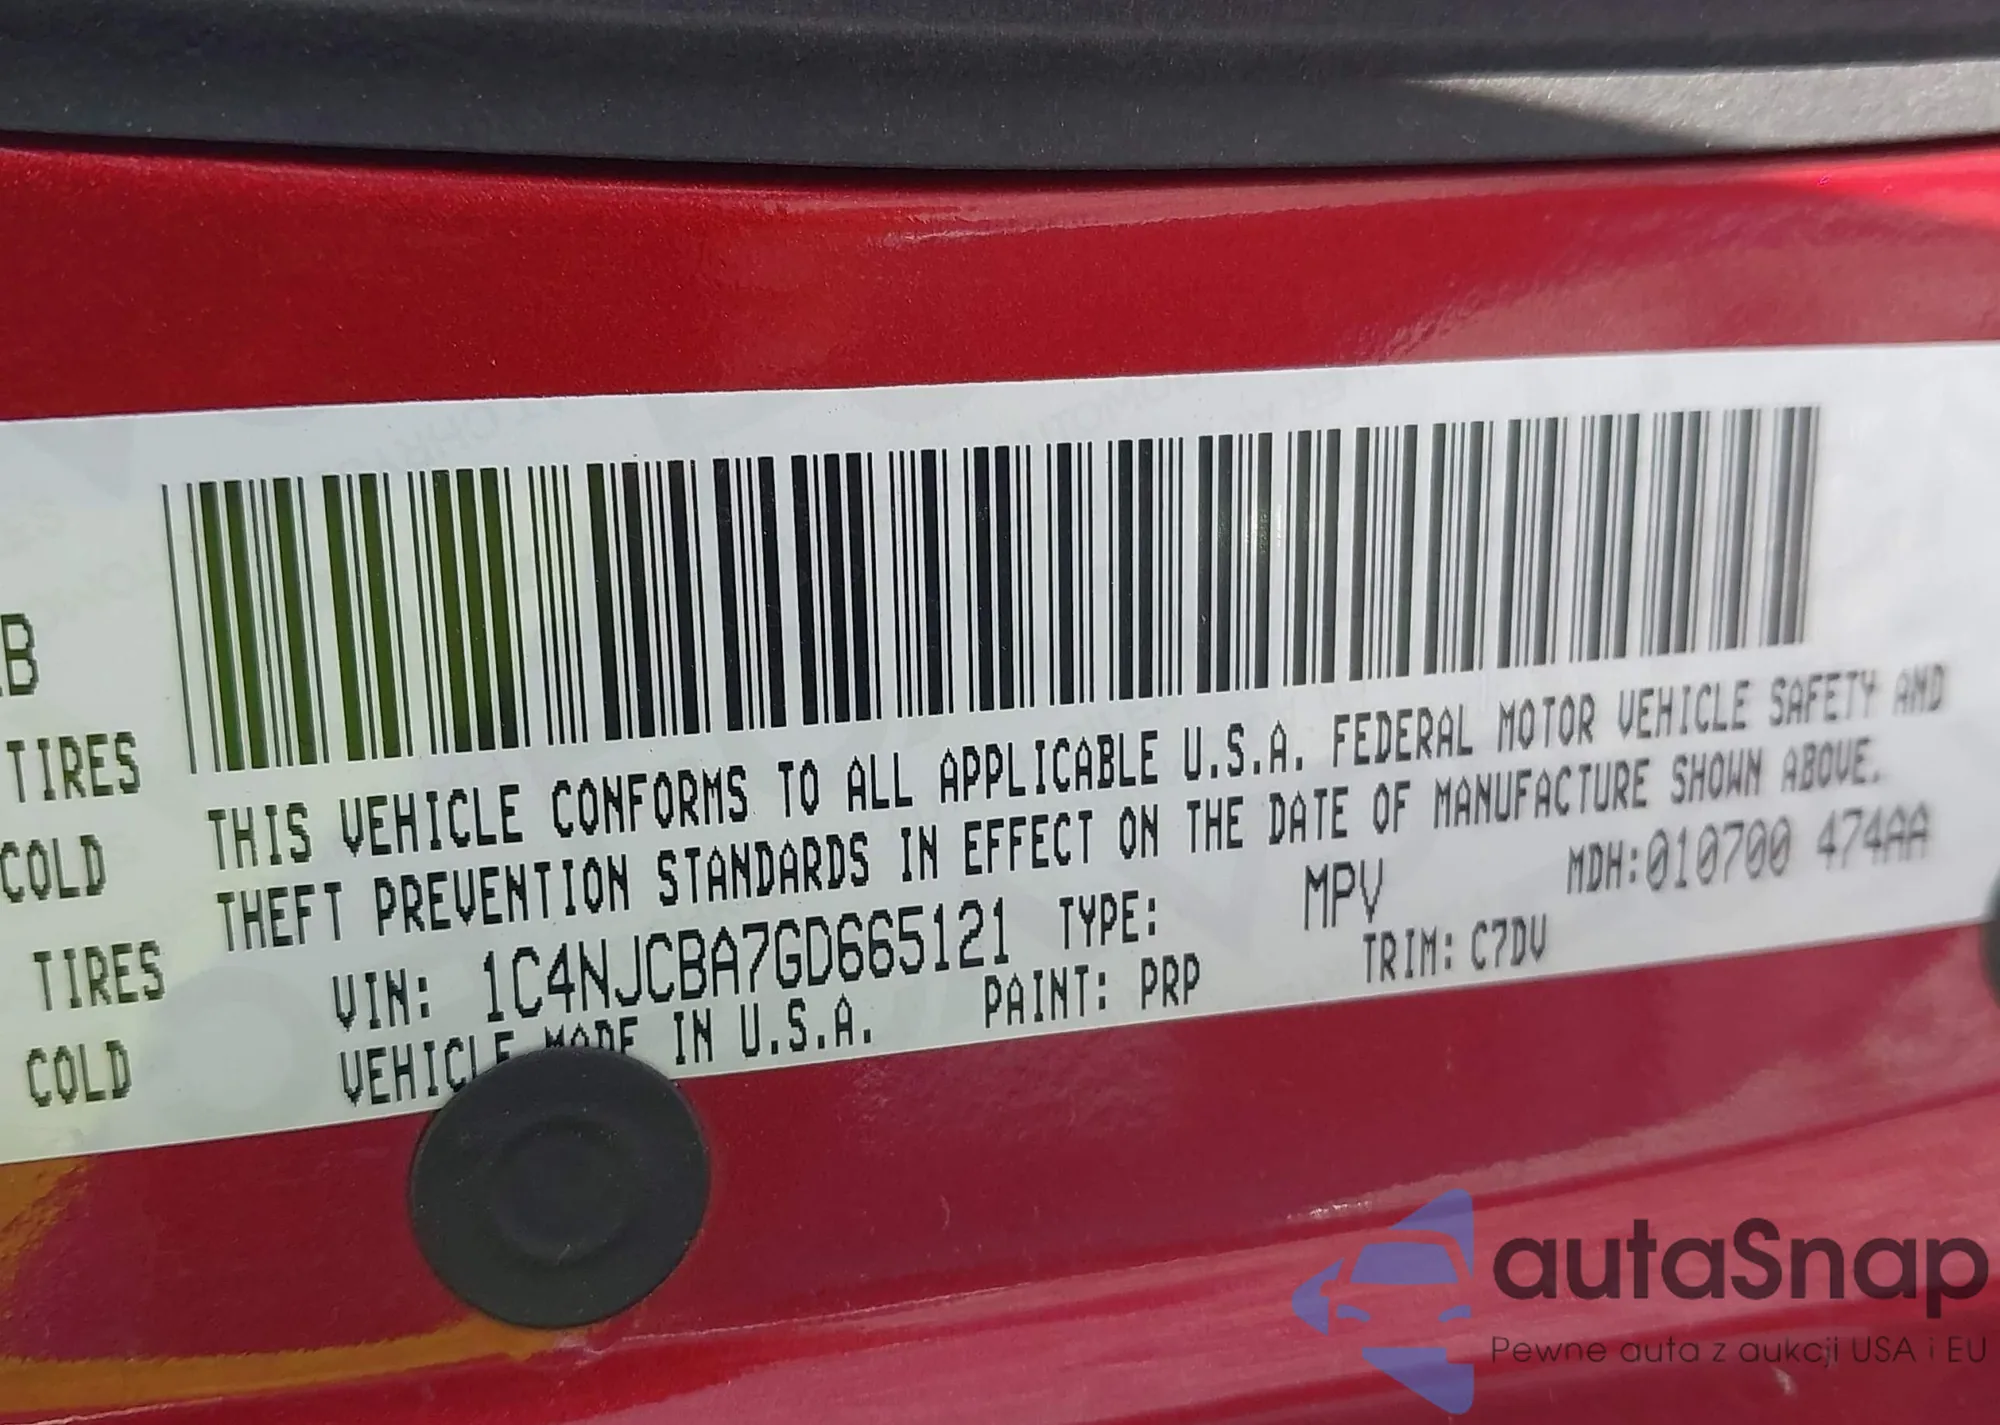 B
TIRES
COLD
TIRES
COLD
THIS VEHICLE CONFORMS TO ALL APPLICABLE U.S.A. FEDERAL MOTOR VEHICLE SAFETY AND
THEFT PREVENTION STANDARDS IN EFFECT ON THE DATE OF MANUFACTURE SHOWN ABOVE.
VIN: 1C4NJCBA7GD665121 TYPE: MPV MDH:010700 474AA
VEHICLE MADE IN U.S.A. PAINT: PRP TRIM: C7DV
autaSnap
Pewne auta z aukcji USA i EU